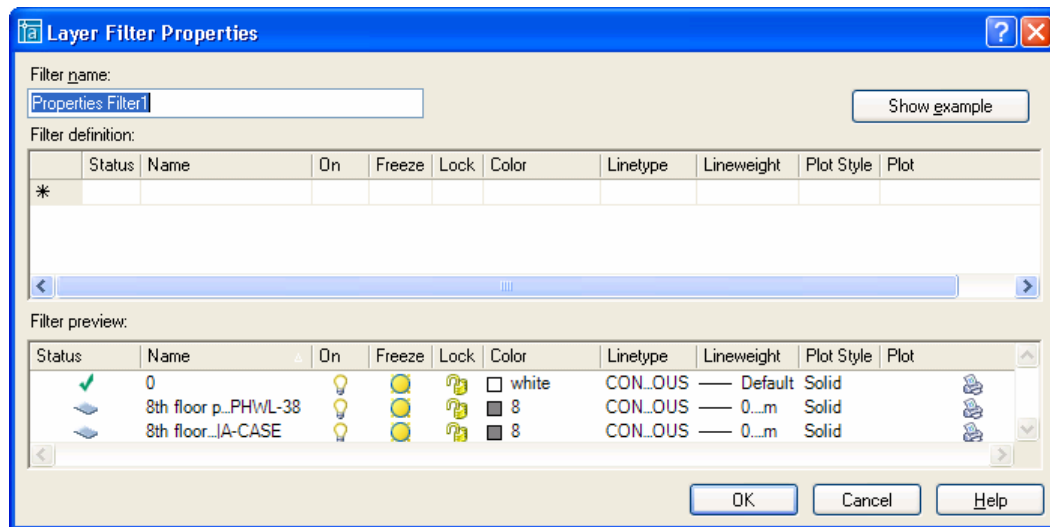 Layer Filter Properties
Filter name:
Properties Filter1
Show example
Filter definition:
Status Name On Freeze Lock Color Linetype Lineweight Plot Style Plot
*
Filter preview:
Status Name On Freeze Lock Color Linetype Lineweight Plot Style Plot
0 white CON...OUS Default Solid
8th floor p...PHWL-38 8 CON...OUS 0....m Solid
8th floor...|A-CASE 8 CON...OUS 0....m Solid
OK Cancel Help